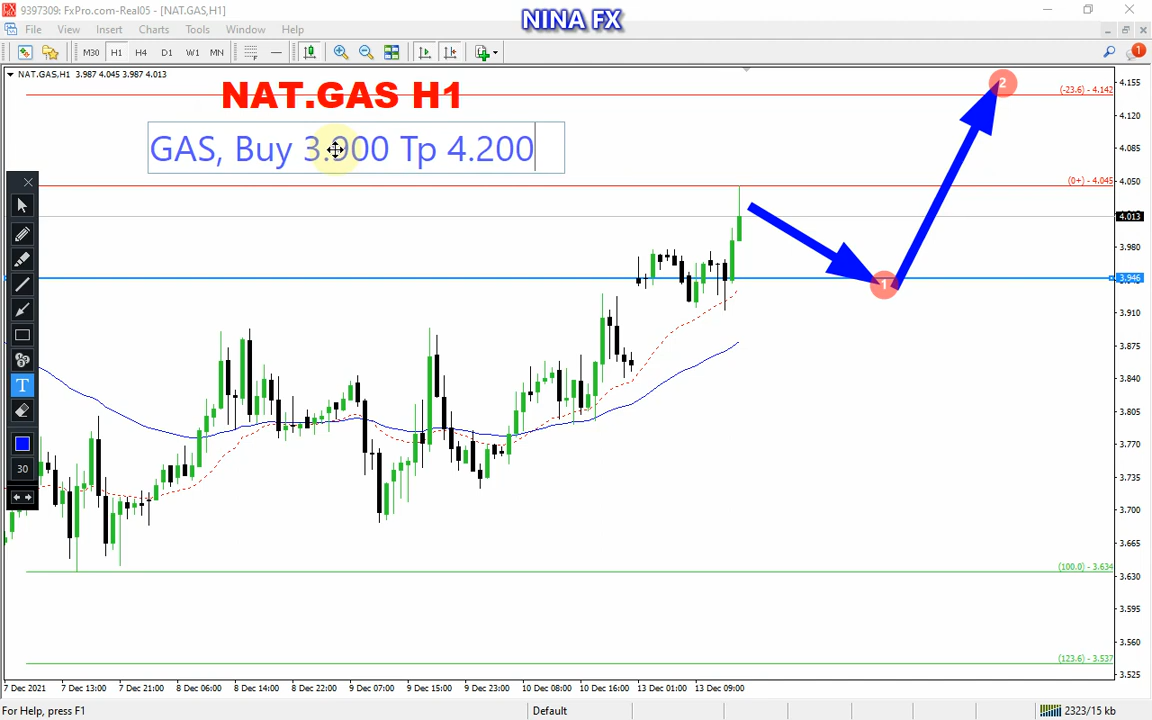 9397309: FxPro.com-Real05 - [NAT.GAS,H1]
NINA FX
File View Insert Charts Tools Window Help
1
M30 H1 H4 D1 W1 MN
NAT.GAS,H1 3.987 4.045 3.987 4.013
NAT.GAS H1
GAS, Buy 3.900 Tp 4.200
2
(-23.6) - 4.142
(0+) - 4.045
1
(100.0) - 3.634
(123.6) - 3.537
4.155
4.085
4.050
4.013
3.980
3.946
3.910
3.875
3.840
3.805
3.770
3.735
3.700
3.665
3.630
3.595
3.560
3.525
T
30
7 Dec 2021 7 Dec 13:00 7 Dec 21:00 8 Dec 06:00 8 Dec 14:00 8 Dec 22:00 9 Dec 07:00 9 Dec 15:00 9 Dec 23:00 10 Dec 08:00 10 Dec 16:00 13 Dec 01:00 13 Dec 09:00
For Help, press F1 Default 2323/15 kb